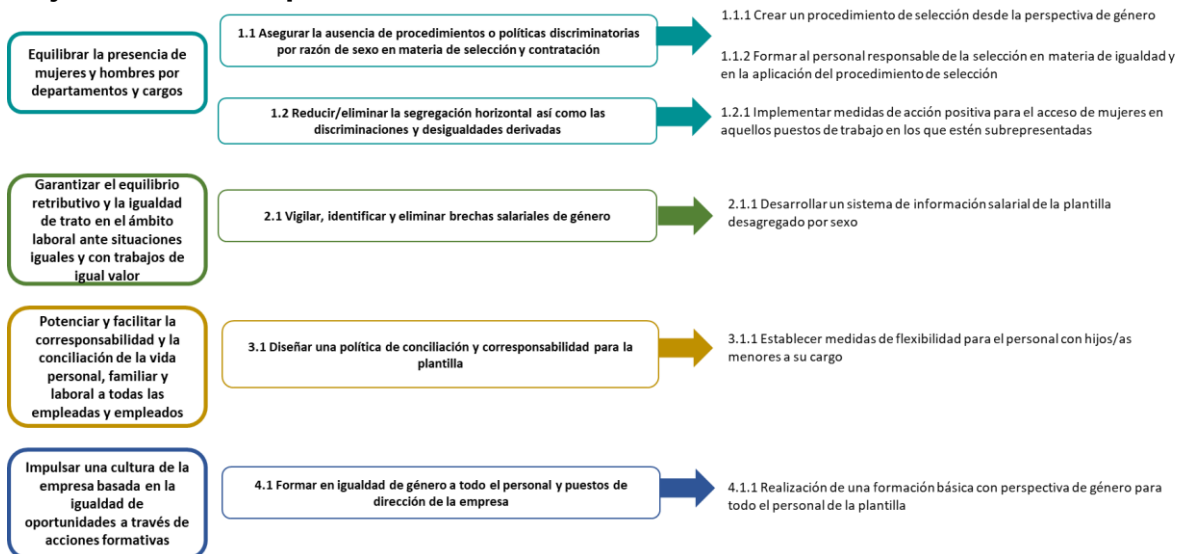 Equilibrar la presencia de
mujeres y hombres por
departamentos y cargos
1.1 Asegurar la ausencia de procedimientos o políticas discriminatorias
por razón de sexo en materia de selección y contratación
1.1.1 Crear un procedimiento de selección desde la perspectiva de género
1.1.2 Formar al personal responsable de la selección en materia de igualdad y
en la aplicación del procedimiento de selección
1.2 Reducir/eliminar la segregación horizontal así como las
discriminaciones y desigualdades derivadas
1.2.1 Implementar medidas de acción positiva para el acceso de mujeres en
aquellos puestos de trabajo en los que estén subrepresentadas
Garantizar el equilibrio
retributivo y la igualdad
de trato en el ámbito
laboral ante situaciones
iguales y con trabajos de
igual valor
2.1 Vigilar, identificar y eliminar brechas salariales de género
2.1.1 Desarrollar un sistema de información salarial de la plantilla
desagregado por sexo
Potenciar y facilitar la
corresponsabilidad y la
conciliación de la vida
personal, familiar y
laboral a todas las
empleadas y empleados
3.1 Diseñar una política de conciliación y corresponsabilidad para la
plantilla
3.1.1 Establecer medidas de flexibilidad para el personal con hijos/as
menores a su cargo
Impulsar una cultura de la
empresa basada en la
igualdad de
oportunidades a través de
acciones formativas
4.1 Formar en igualdad de género a todo el personal y puestos de
dirección de la empresa
4.1.1 Realización de una formación básica con perspectiva de género para
todo el personal de la plantilla